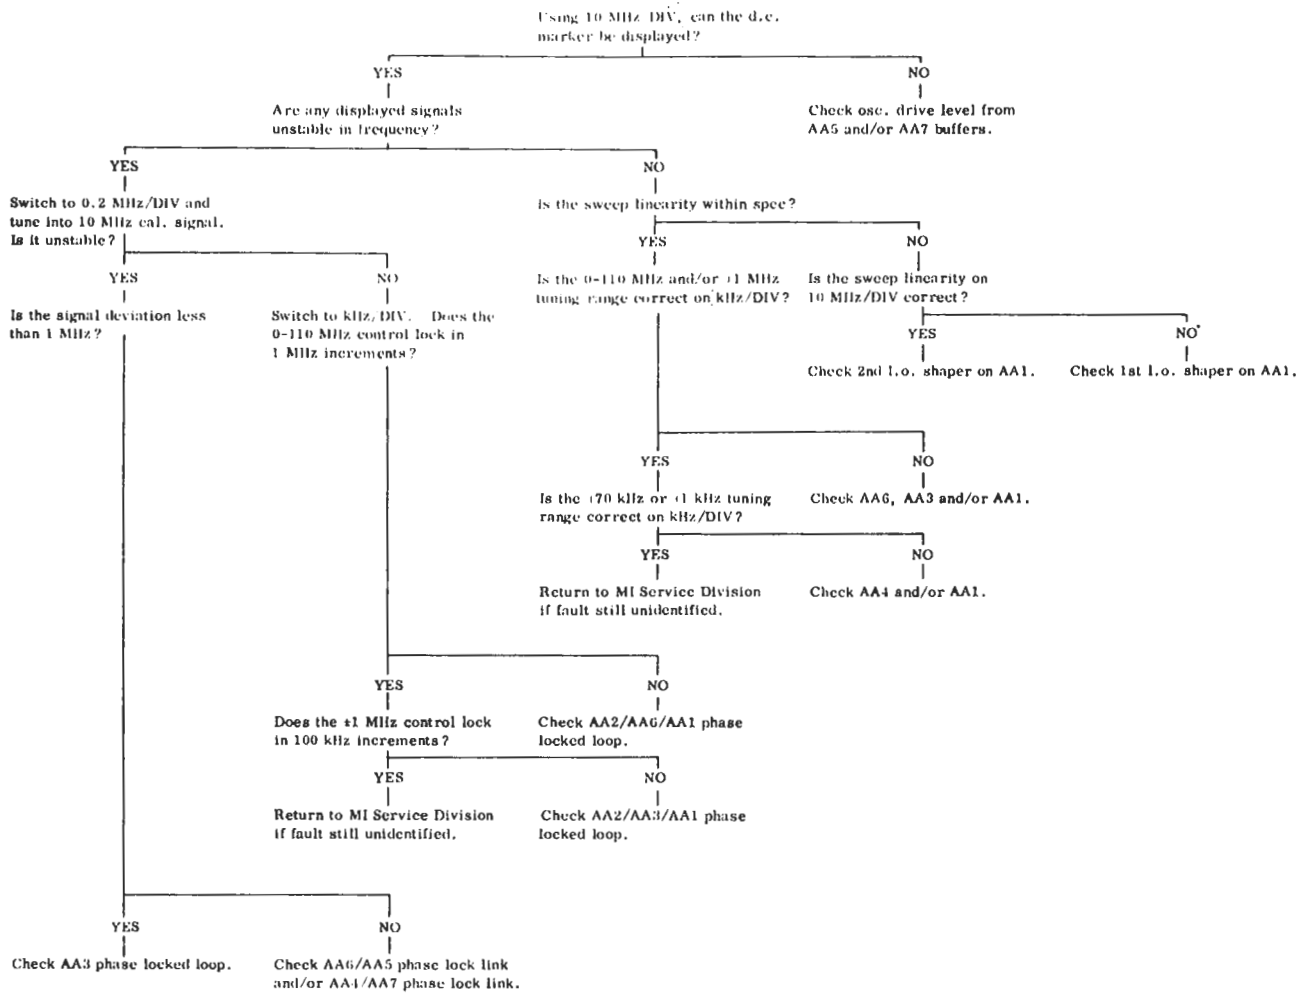 Using 10 MHz DIV, can the d.c.
marker be displayed?
YES
NO
Are any displayed signals
unstable in frequency?
Check osc. drive level from
AA5 and/or AA7 buffers.
YES
NO
Switch to 0.2 MHz/DIV and
tune into 10 MHz cal. signal.
Is it unstable?
Is the sweep linearity within spec?
YES
NO
YES
NO
Is the signal deviation less
than 1 MHz?
Switch to kHz/DIV. Does the
0-110 MHz control lock in
1 MHz increments?
Is the 0-110 MHz and/or ±1 MHz
tuning range correct on kHz/DIV?
Is the sweep linearity on
10 MHz/DIV correct?
YES
NO
Check 2nd l.o. shaper on AA1.
Check 1st l.o. shaper on AA1.
YES
NO
Is the ±70 kHz or ±1 kHz tuning
range correct on kHz/DIV?
Check AA6, AA3 and/or AA1.
YES
NO
Return to MI Service Division
if fault still unidentified.
Check AA4 and/or AA1.
YES
NO
Does the ±1 MHz control lock
in 100 kHz increments?
Check AA2/AA6/AA1 phase
locked loop.
YES
NO
Return to MI Service Division
if fault still unidentified.
Check AA2/AA3/AA1 phase
locked loop.
YES
NO
Check AA3 phase locked loop.
Check AA6/AA5 phase lock link
and/or AA4/AA7 phase lock link.